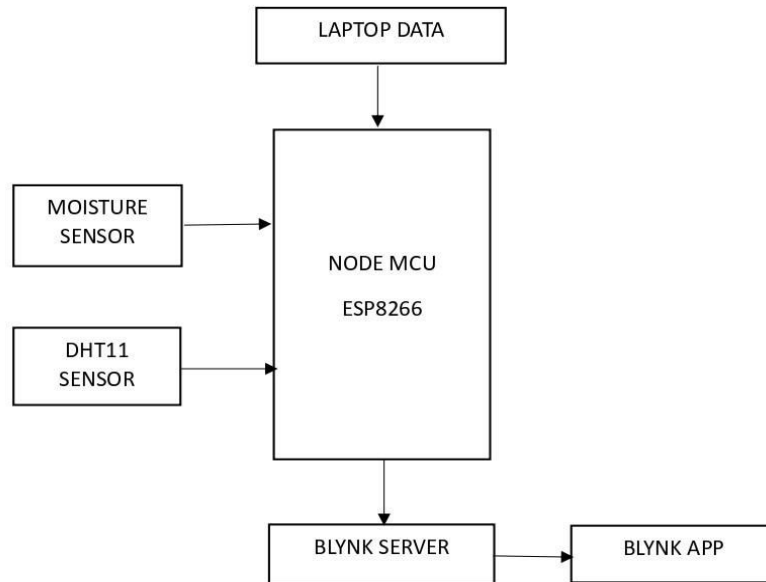 LAPTOP DATA
MOISTURE
SENSOR
NODE MCU
ESP8266
DHT11
SENSOR
BLYNK SERVER
BLYNK APP